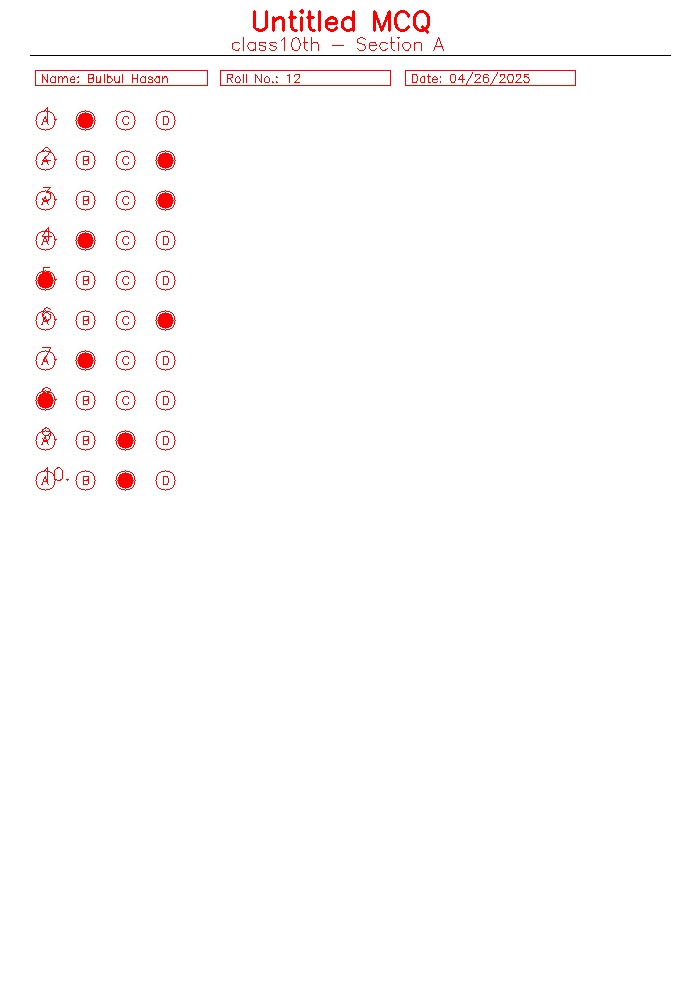 Untitled MCQ
class10th – Section A
Name: Bulbul Hasan Roll No.: 12 Date: 04/26/2025
1. A C D
2. A B C
3. A B C
4. A C D
5. B C D
6. A B C
7. A C D
8. B C D
9. A B D
10. A B D